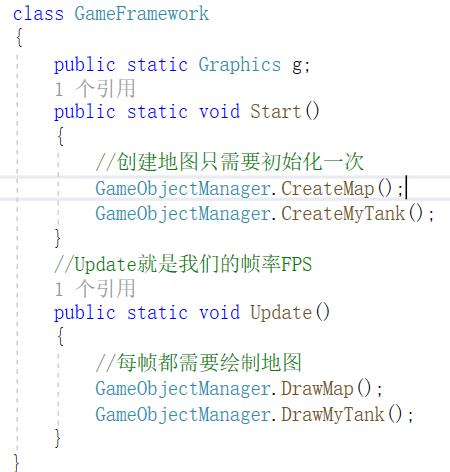 class GameFramework
{
public static Graphics g;
1 个引用
public static void Start()
{
//创建地图只需要初始化一次
GameObjectManager.CreateMap();
GameObjectManager.CreateMyTank();
}
//Update就是我们的帧率FPS
1 个引用
public static void Update()
{
//每帧都需要绘制地图
GameObjectManager.DrawMap();
GameObjectManager.DrawMyTank();
}
}